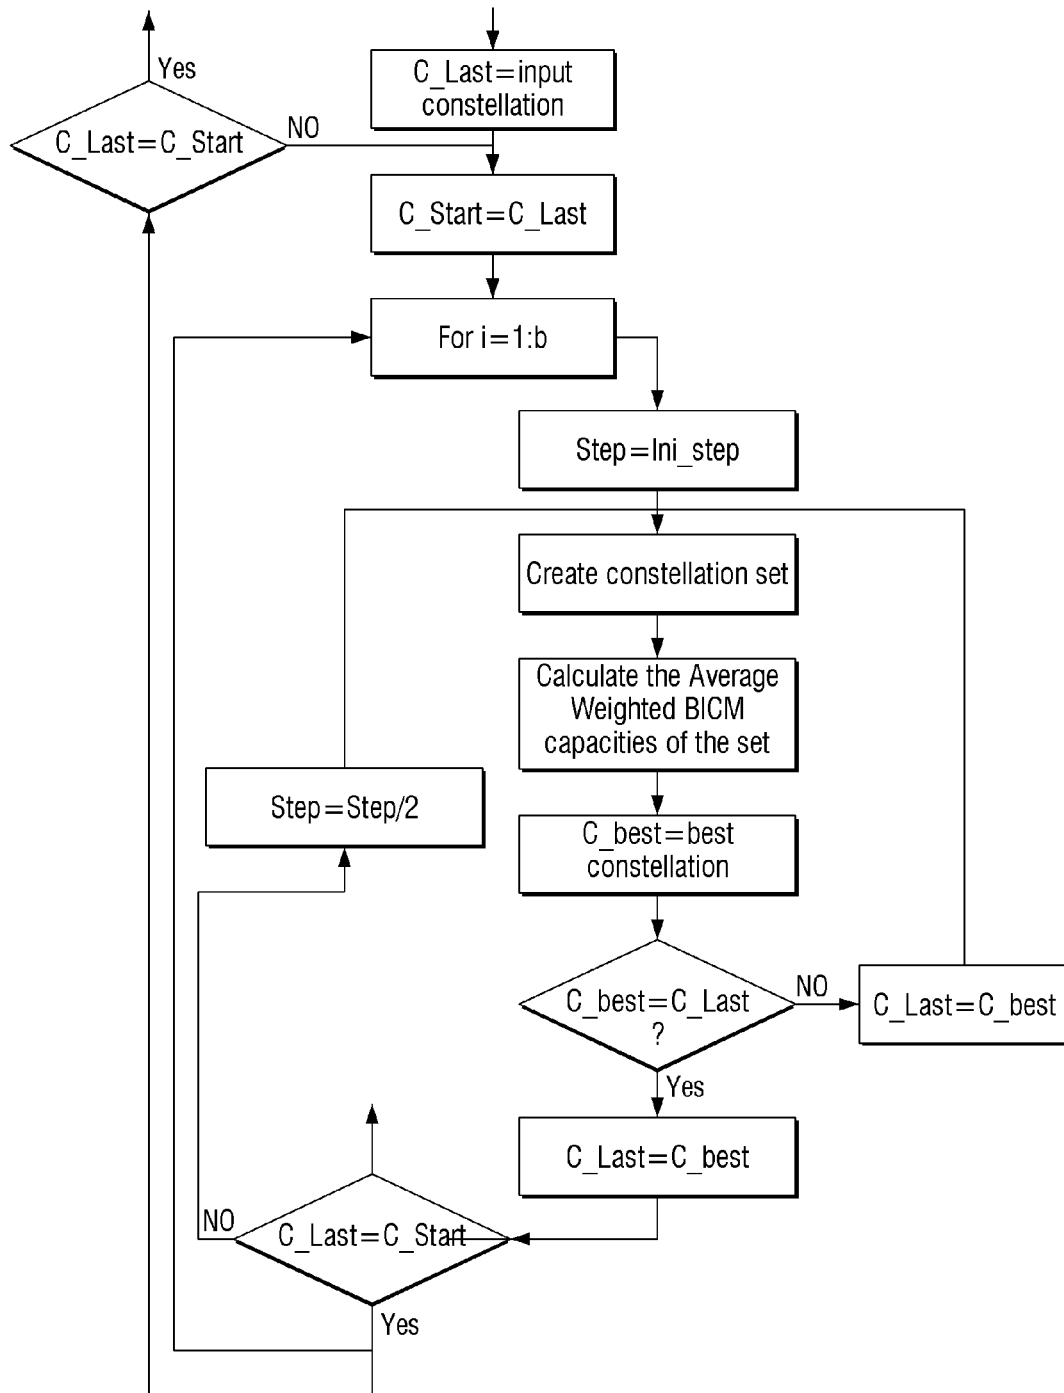 Yes
C_Last=C_Start
NO
C_Last=input
constellation
C_Start=C_Last
For i=1:b
Step=Ini_step
Create constellation set
Calculate the Average
Weighted BICM
capacities of the set
Step=Step/2
C_best=best
constellation
C_best=C_Last
?
NO
C_Last=C_best
Yes
C_Last=C_best
NO
C_Last=C_Start
Yes